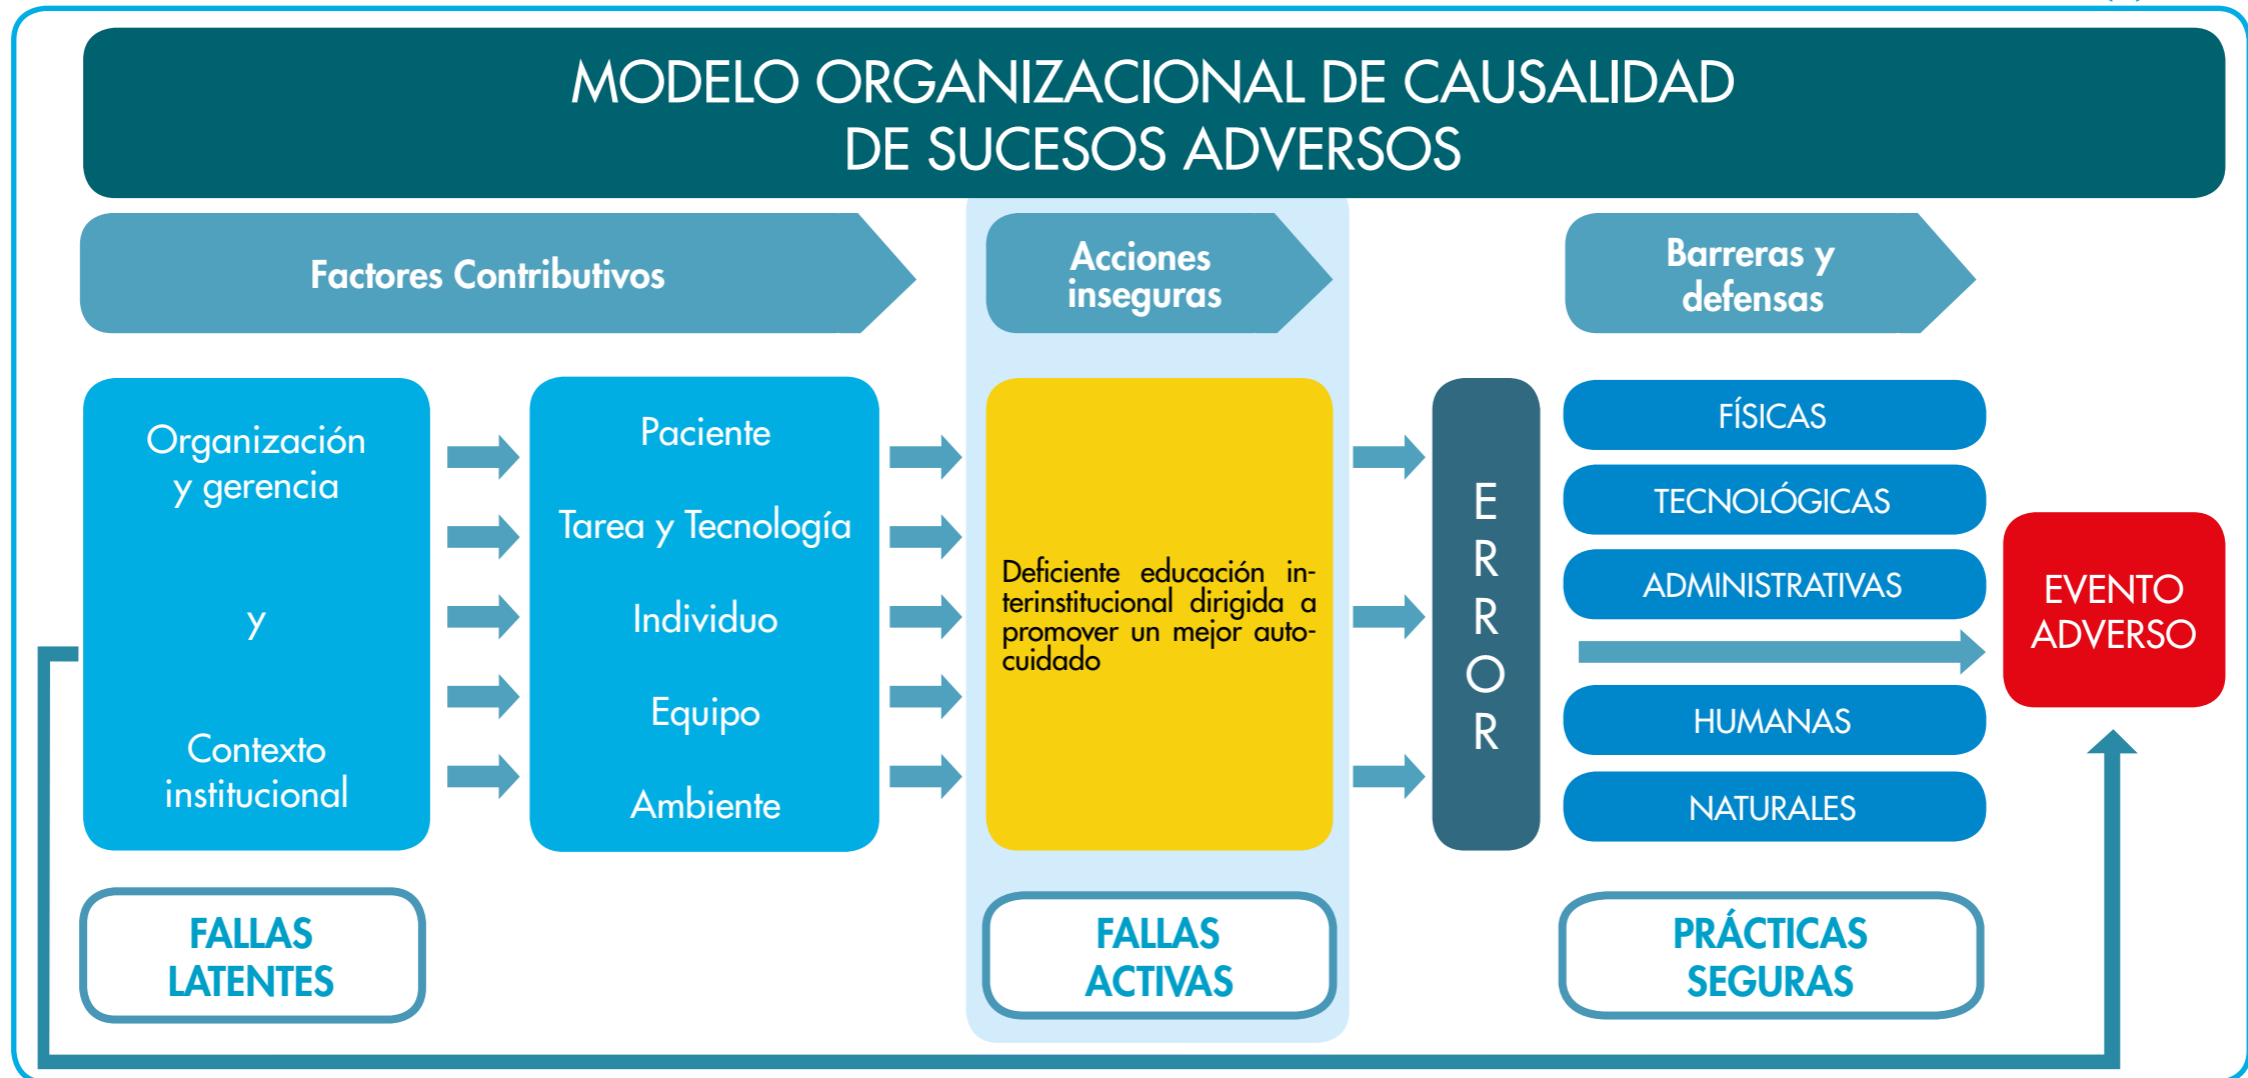 MODELO ORGANIZACIONAL DE CAUSALIDAD
DE SUCESOS ADVERSOS
Factores Contributivos
Acciones
inseguras
Barreras y
defensas
Organización
y gerencia
y
Contexto
institucional
Paciente
Tarea y Tecnología
Individuo
Equipo
Ambiente
Deficiente educación in-
terinstitucional dirigida a
promover un mejor auto-
cuidado
E
R
R
O
R
FÍSICAS
TECNOLÓGICAS
ADMINISTRATIVAS
HUMANAS
NATURALES
EVENTO
ADVERSO
FALLAS
LATENTES
FALLAS
ACTIVAS
PRÁCTICAS
SEGURAS